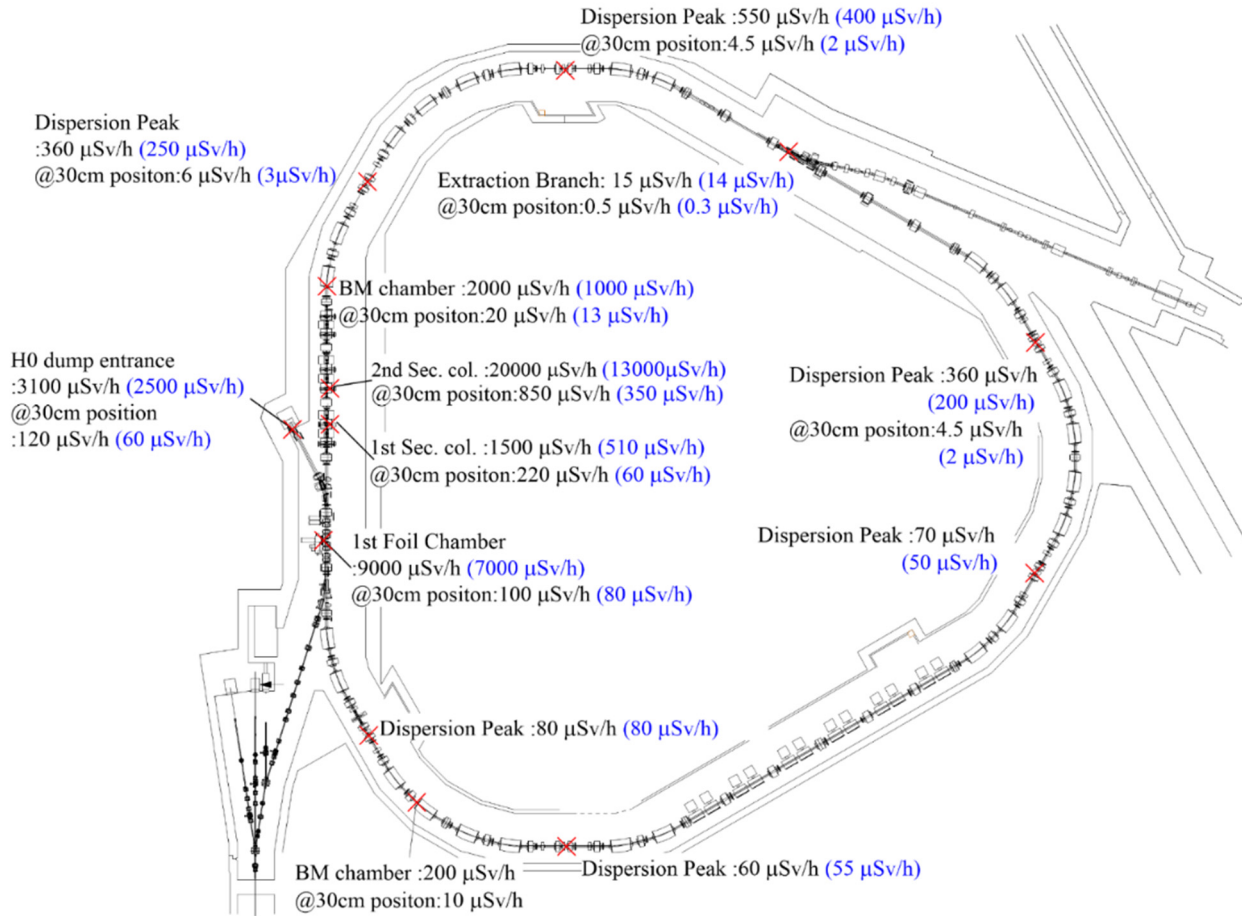 Dispersion Peak :550 μSv/h (400 μSv/h)
@30cm positon:4.5 μSv/h (2 μSv/h)
Dispersion Peak
:360 μSv/h (250 μSv/h)
@30cm positon:6 μSv/h (3μSv/h)
Extraction Branch: 15 μSv/h (14 μSv/h)
@30cm positon:0.5 μSv/h (0.3 μSv/h)
BM chamber :2000 μSv/h (1000 μSv/h)
@30cm positon:20 μSv/h (13 μSv/h)
H0 dump entrance
:3100 μSv/h (2500 μSv/h)
@30cm position
:120 μSv/h (60 μSv/h)
2nd Sec. col. :20000 μSv/h (13000μSv/h)
@30cm positon:850 μSv/h (350 μSv/h)
1st Sec. col. :1500 μSv/h (510 μSv/h)
@30cm positon:220 μSv/h (60 μSv/h)
Dispersion Peak :360 μSv/h
(200 μSv/h)
@30cm positon:4.5 μSv/h
(2 μSv/h)
1st Foil Chamber
:9000 μSv/h (7000 μSv/h)
@30cm positon:100 μSv/h (80 μSv/h)
Dispersion Peak :70 μSv/h
(50 μSv/h)
Dispersion Peak :80 μSv/h (80 μSv/h)
BM chamber :200 μSv/h
@30cm positon:10 μSv/h
Dispersion Peak :60 μSv/h (55 μSv/h)